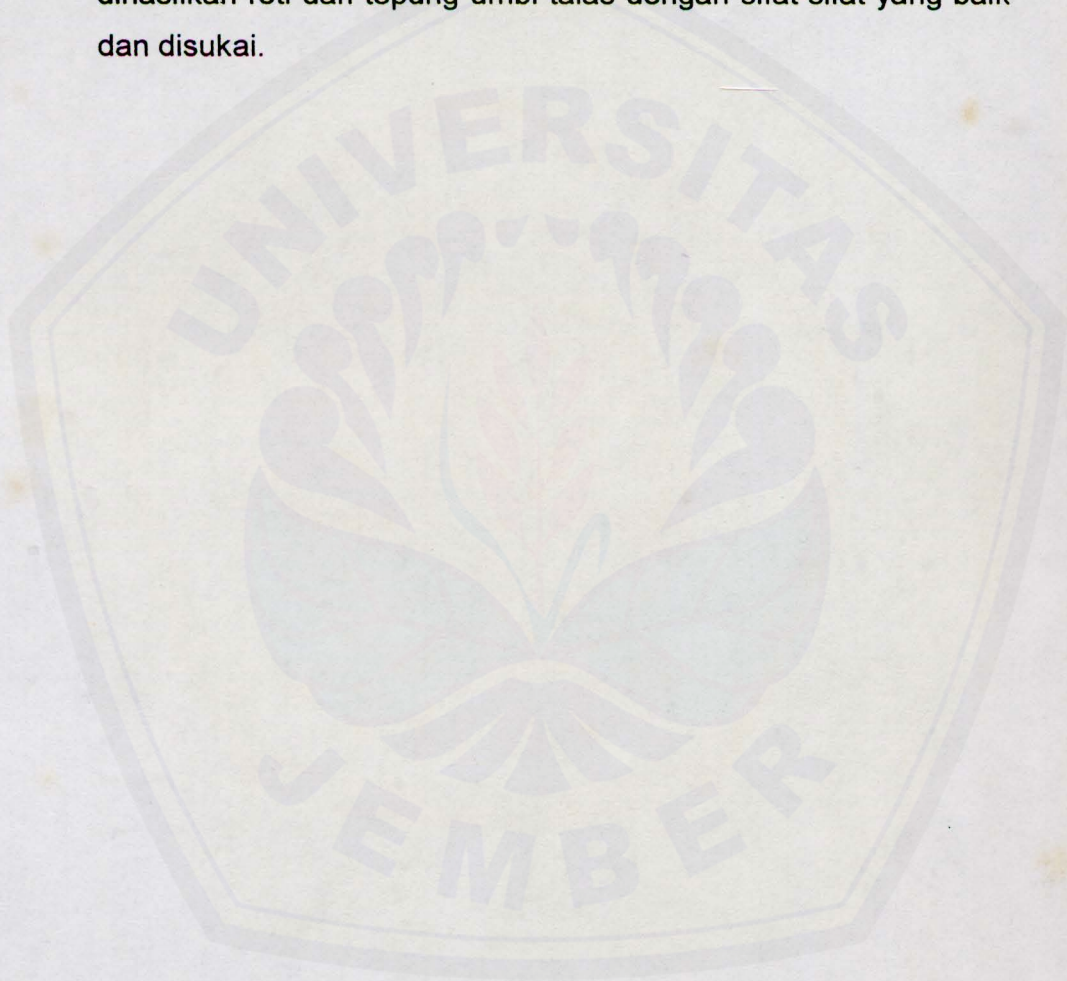 dihasilkan roti dari tepung umbi talas dengan sifat-sifat yang baik
dan disukai.
UNIVERSITAS
JEMBER